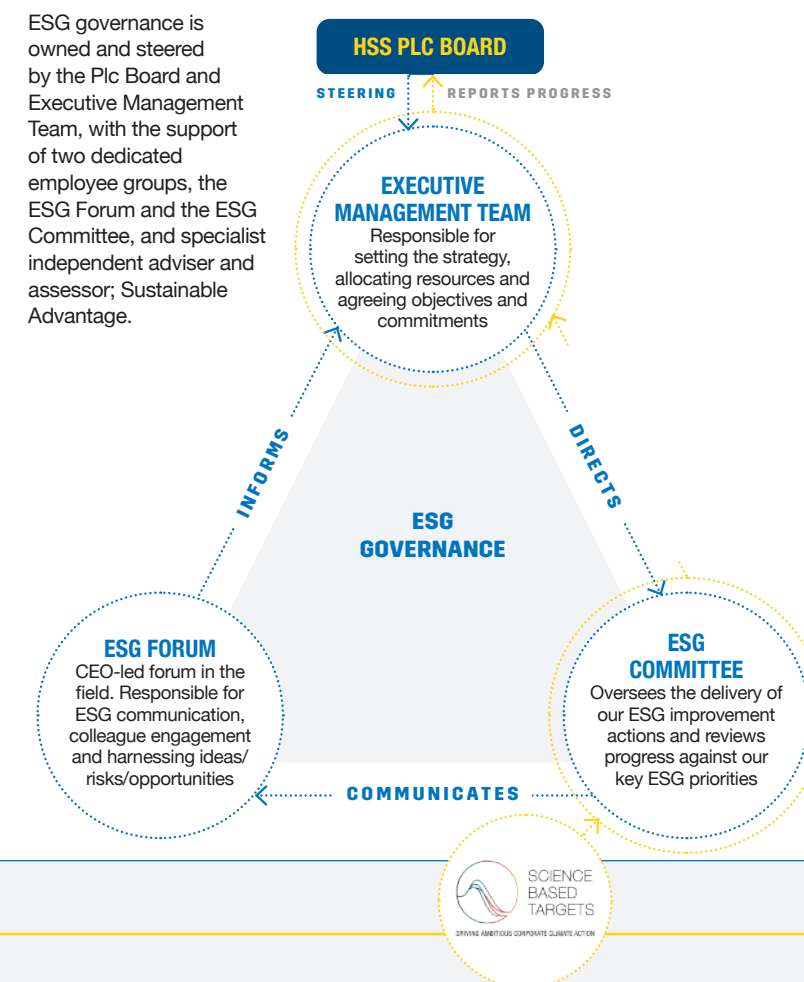 ESG governance is
owned and steered
by the Plc Board and
Executive Management
Team, with the support
of two dedicated
employee groups, the
ESG Forum and the ESG
Committee, and specialist
independent adviser and
assessor; Sustainable
Advantage.
HSS PLC BOARD
STEERING
REPORTS PROGRESS
EXECUTIVE
MANAGEMENT TEAM
Responsible for
setting the strategy,
allocating resources and
agreeing objectives and
commitments
INFORMS
DIRECTS
ESG
GOVERNANCE
ESG FORUM
CEO-led forum in the
field. Responsible for
ESG communication,
colleague engagement
and harnessing ideas/
risks/opportunities
ESG
COMMITTEE
Oversees the delivery of
our ESG improvement
actions and reviews
progress against our
key ESG priorities
COMMUNICATES
SCIENCE
BASED
TARGETS
DRIVING AMBITIOUS CORPORATE CLIMATE ACTION